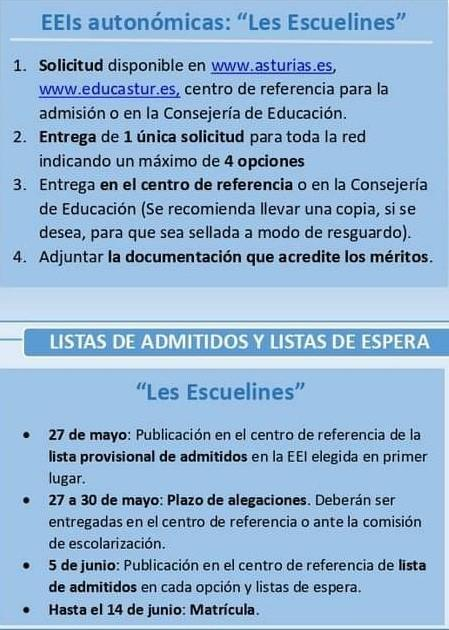 EEIs autonómicas: “Les Escuelines”
1. Solicitud disponible en www.asturias.es,
www.educastur.es, centro de referencia para la
admisión o en la Consejería de Educación.
2. Entrega de 1 única solicitud para toda la red
indicando un máximo de 4 opciones
3. Entrega en el centro de referencia o en la Consejería
de Educación (Se recomienda llevar una copia, si se
desea, para que sea sellada a modo de resguardo).
4. Adjuntar la documentación que acredite los méritos.
LISTAS DE ADMITIDOS Y LISTAS DE ESPERA
“Les Escuelines”
• 27 de mayo: Publicación en el centro de referencia de la
lista provisional de admitidos en la EEI elegida en primer
lugar.
• 27 a 30 de mayo: Plazo de alegaciones. Deberán ser
entregadas en el centro de referencia o ante la comisión
de escolarización.
• 5 de junio: Publicación en el centro de referencia de lista
de admitidos en cada opción y listas de espera.
• Hasta el 14 de junio: Matrícula.